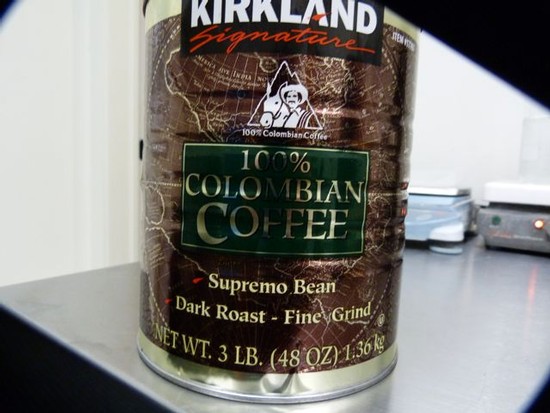 KIRKLAND
Signature
100% Colombian Coffee
100%
COLOMBIAN
COFFEE
Supremo Bean
Dark Roast - Fine Grind
NET WT. 3 LB. (48 OZ) 1.36 kg